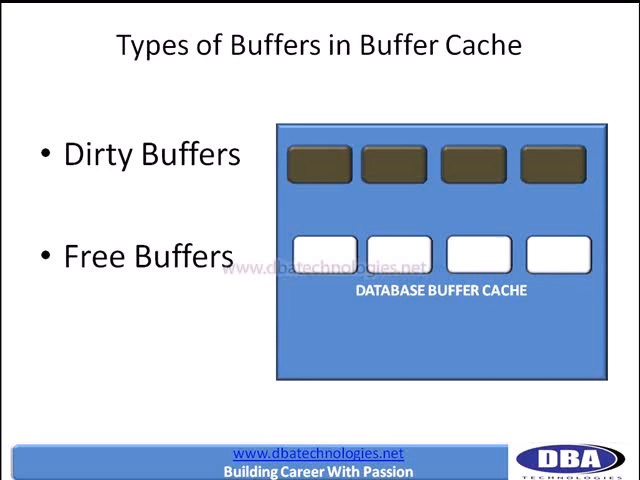 Types of Buffers in Buffer Cache
• Dirty Buffers
• Free Buffers
www.dbatechnologies.net
DATABASE BUFFER CACHE
www.dbatechnologies.net
Building Career With Passion
DBA
TECHNOLOGIES